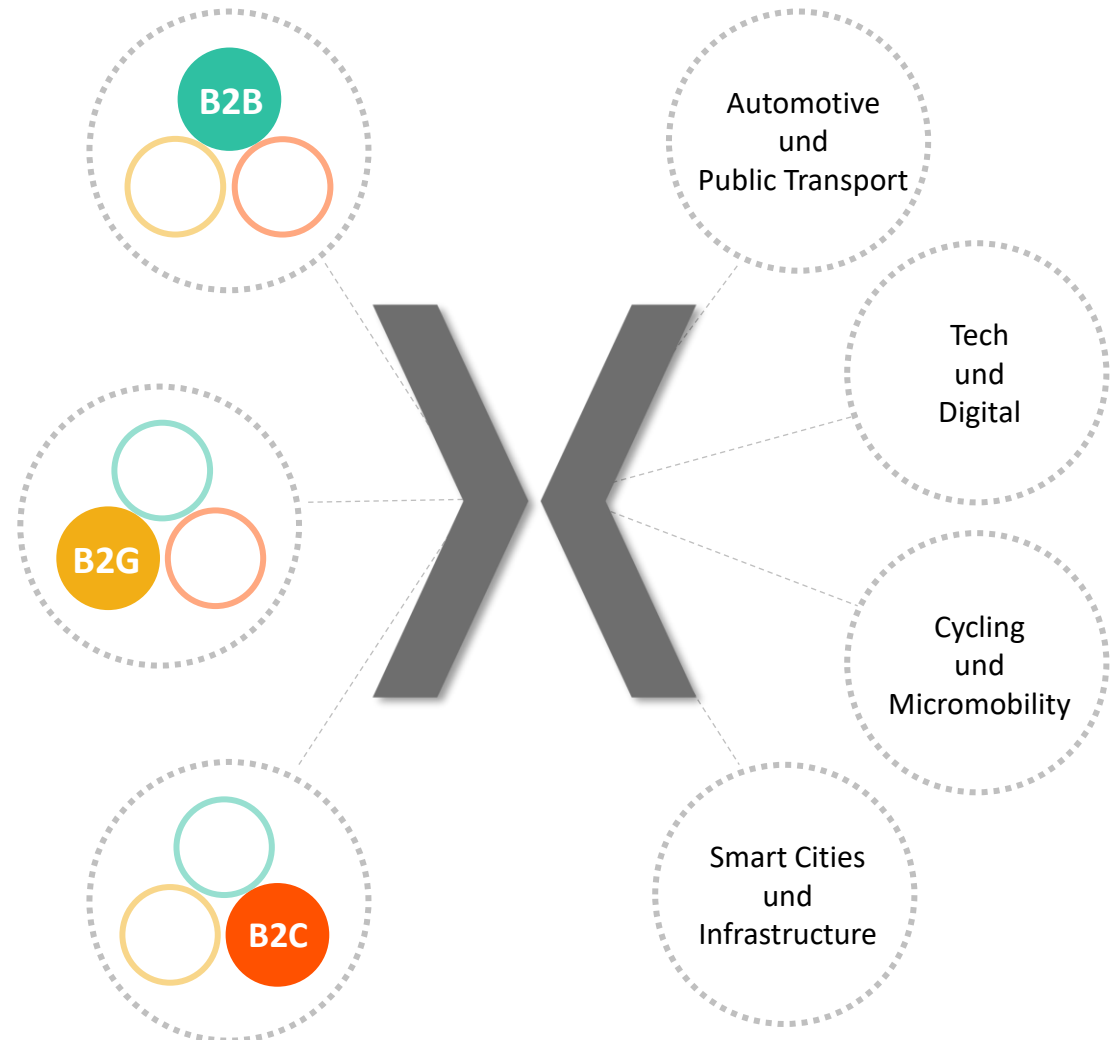 B2B
B2G
B2C
Automotive
und
Public Transport
Tech
und
Digital
Cycling
und
Micromobility
Smart Cities
und
Infrastructure